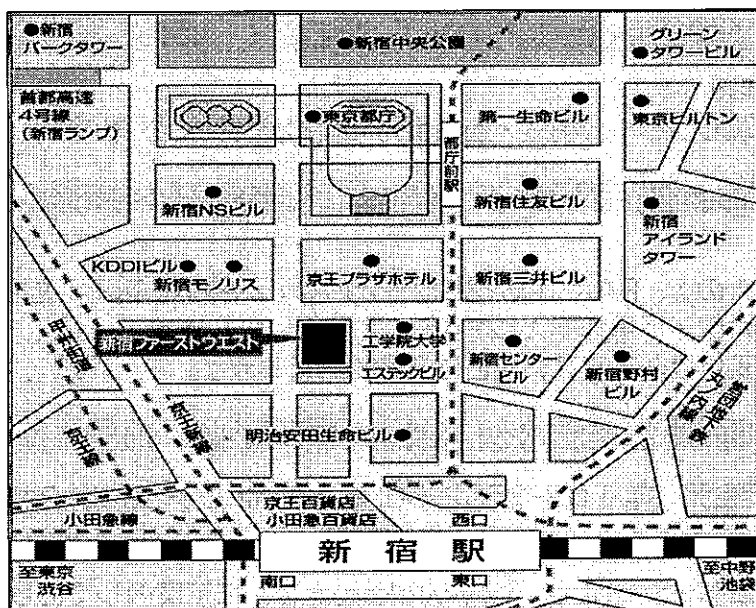 新宿
パークタワー
新宿中央公園
グリーン
タワービル
首都高速
4号線
(新宿ランプ)
東京都庁
第一生命ビル
東京ヒルトン
都庁前駅
新宿NSビル
新宿住友ビル
新宿
アイランド
タワー
KDDIビル
新宿モノリス
京王プラザホテル
新宿三井ビル
甲州街道
新宿ファーストウエスト
工学院大学
エステックビル
新宿センター
ビル
新宿野村
ビル
京王線
京王新線
丸ノ内線
明治安田生命ビル
小田急線
京王百貨店
小田急百貨店
西口
新宿駅
至東京
渋谷
南口
東口
至中野
池袋